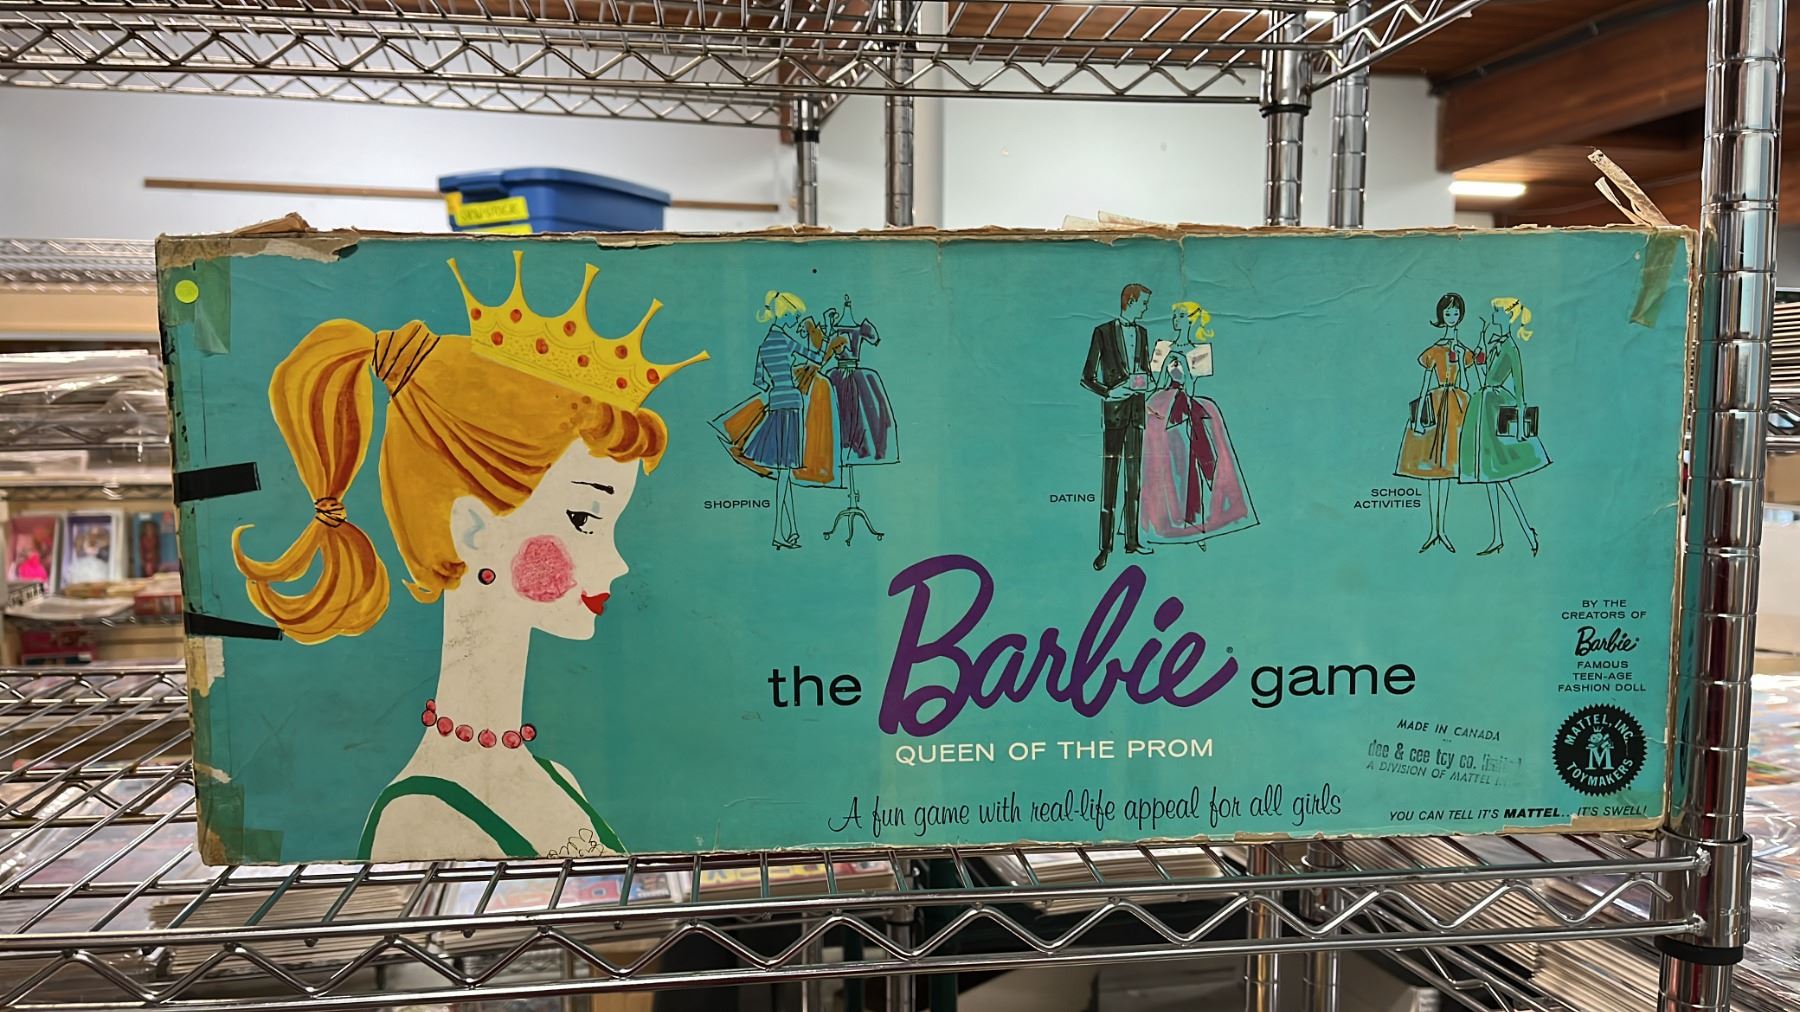 SHOPPING
DATING
SCHOOL
ACTIVITIES
the Barbie® game
QUEEN OF THE PROM
A fun game with real-life appeal for all girls
BY THE
CREATORS OF
Barbie®
FAMOUS
TEEN-AGE
FASHION DOLL
MADE IN CANADA
dee & cee toy co.
A DIVISION OF MATTEL
MATTEL, INC.
M
TOYMAKERS
YOU CAN TELL IT'S MATTEL... IT'S SWELL!